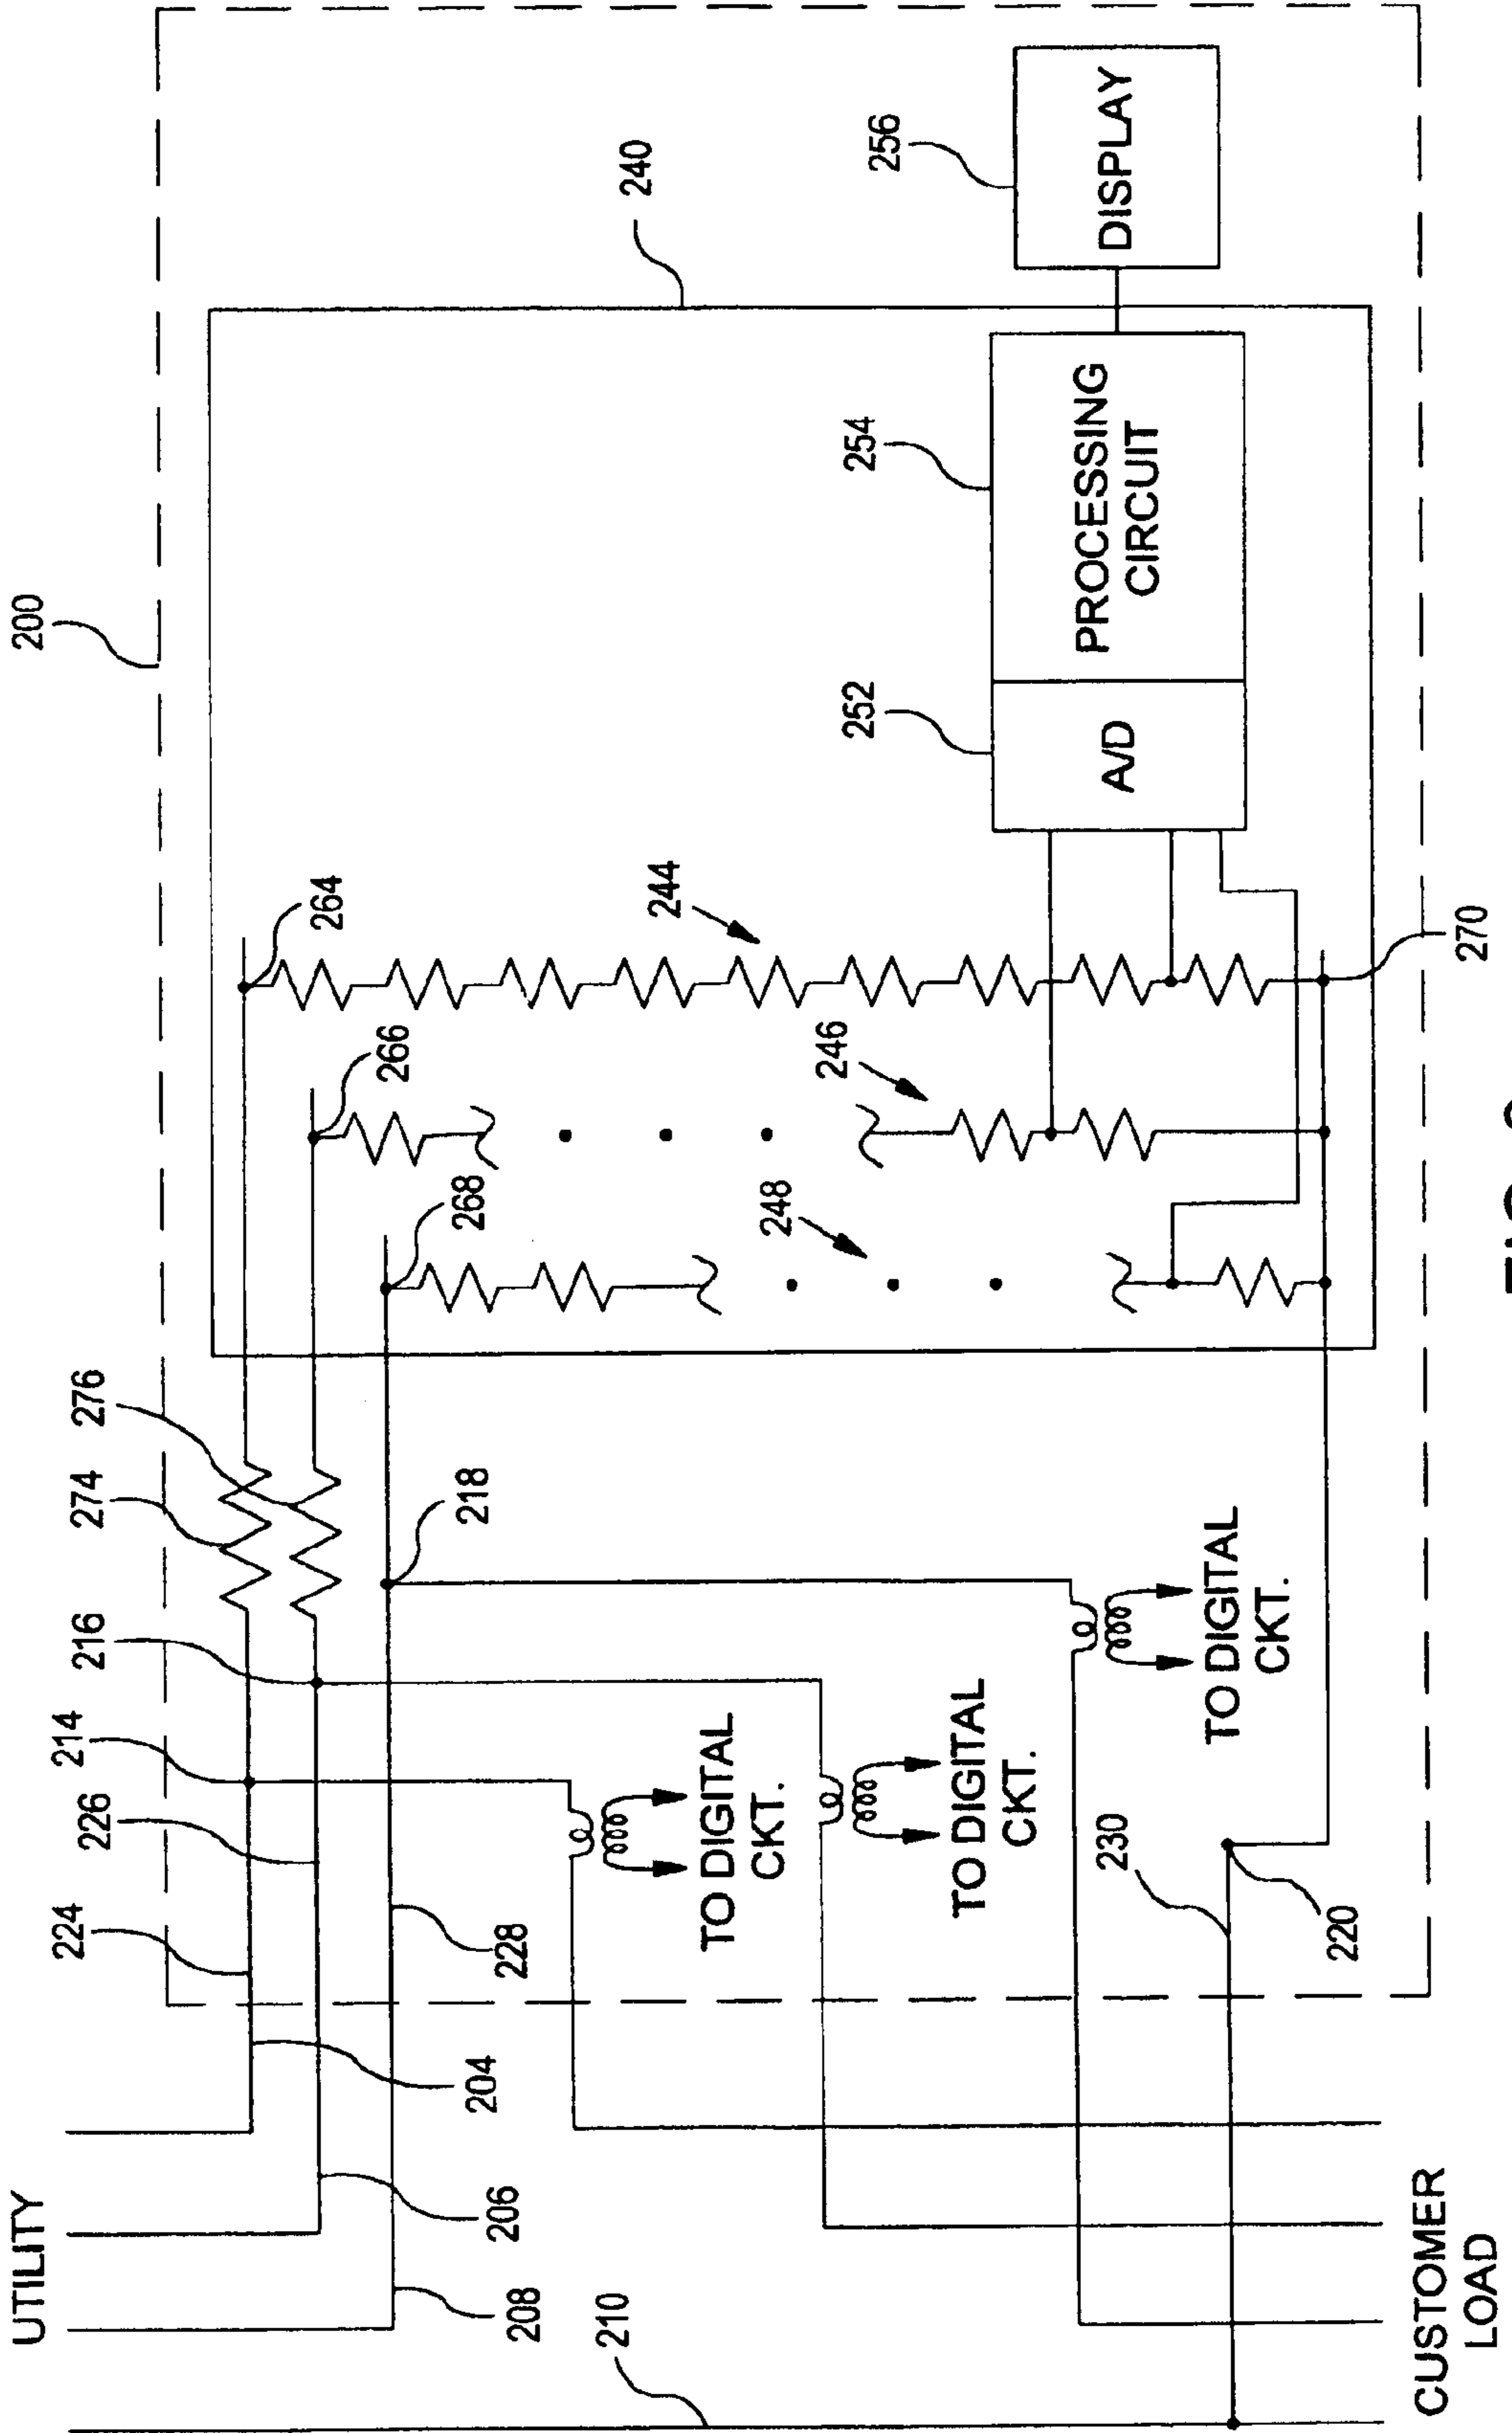 UTILITY
200
224
226
214
216
274
276
264
266
268
218
204
206
208
228
210
240
244
TO DIGITAL
CKT.
248
246
252
254
256
TO DIGITAL
CKT.
A/D
PROCESSING
CIRCUIT
DISPLAY
230
TO DIGITAL
CKT.
220
CUSTOMER
LOAD
270